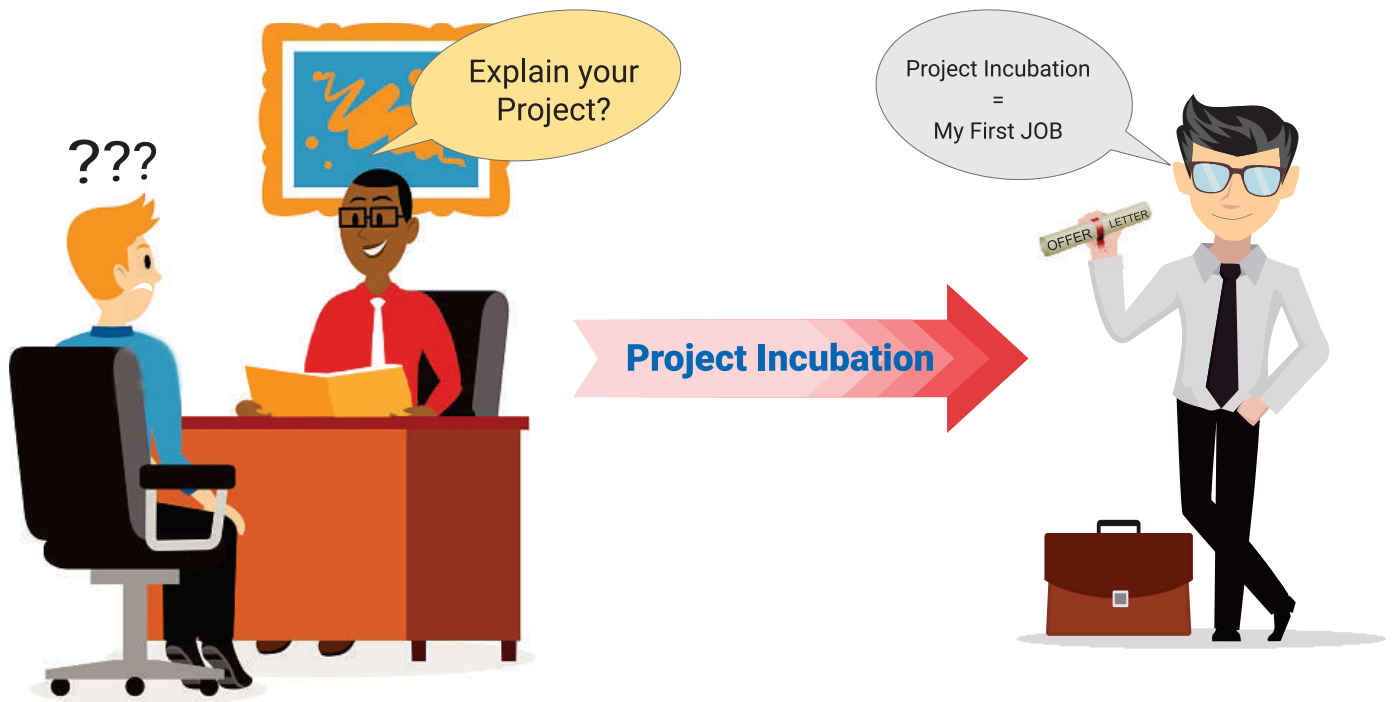 Explain your
Project?
???
Project Incubation
Project Incubation
=
My First JOB
OFFER LETTER